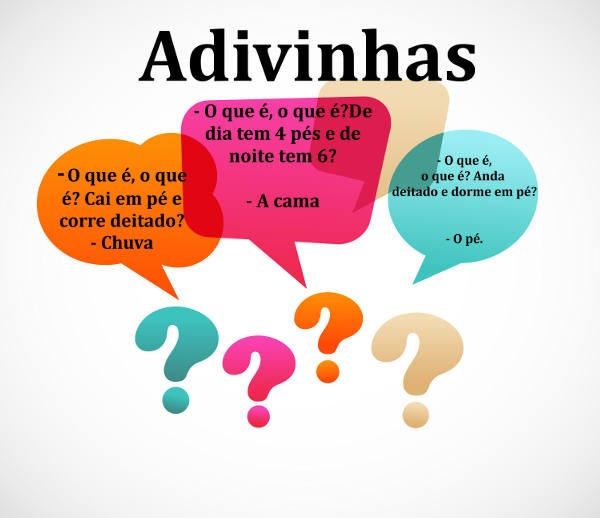 Adivinhas
- O que é, o que
é? Cai em pé e
corre deitado?
- Chuva
- O que é, o que é?De
dia tem 4 pés e de
noite tem 6?
- A cama
- O que é,
o que é? Anda
deitado e dorme em pé?
- O pé.
? ? ? ?